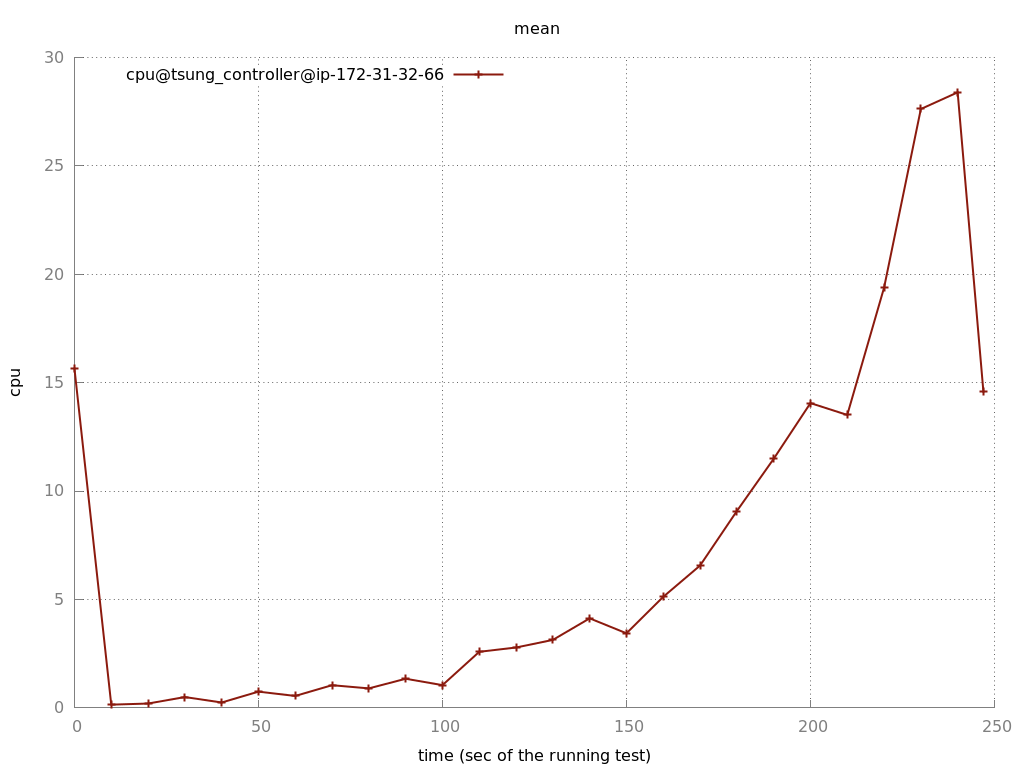 mean
cpu@tsung_controller@ip-172-31-32-66
30
25
20
15
10
5
0
cpu
0 50 100 150 200 250
time (sec of the running test)